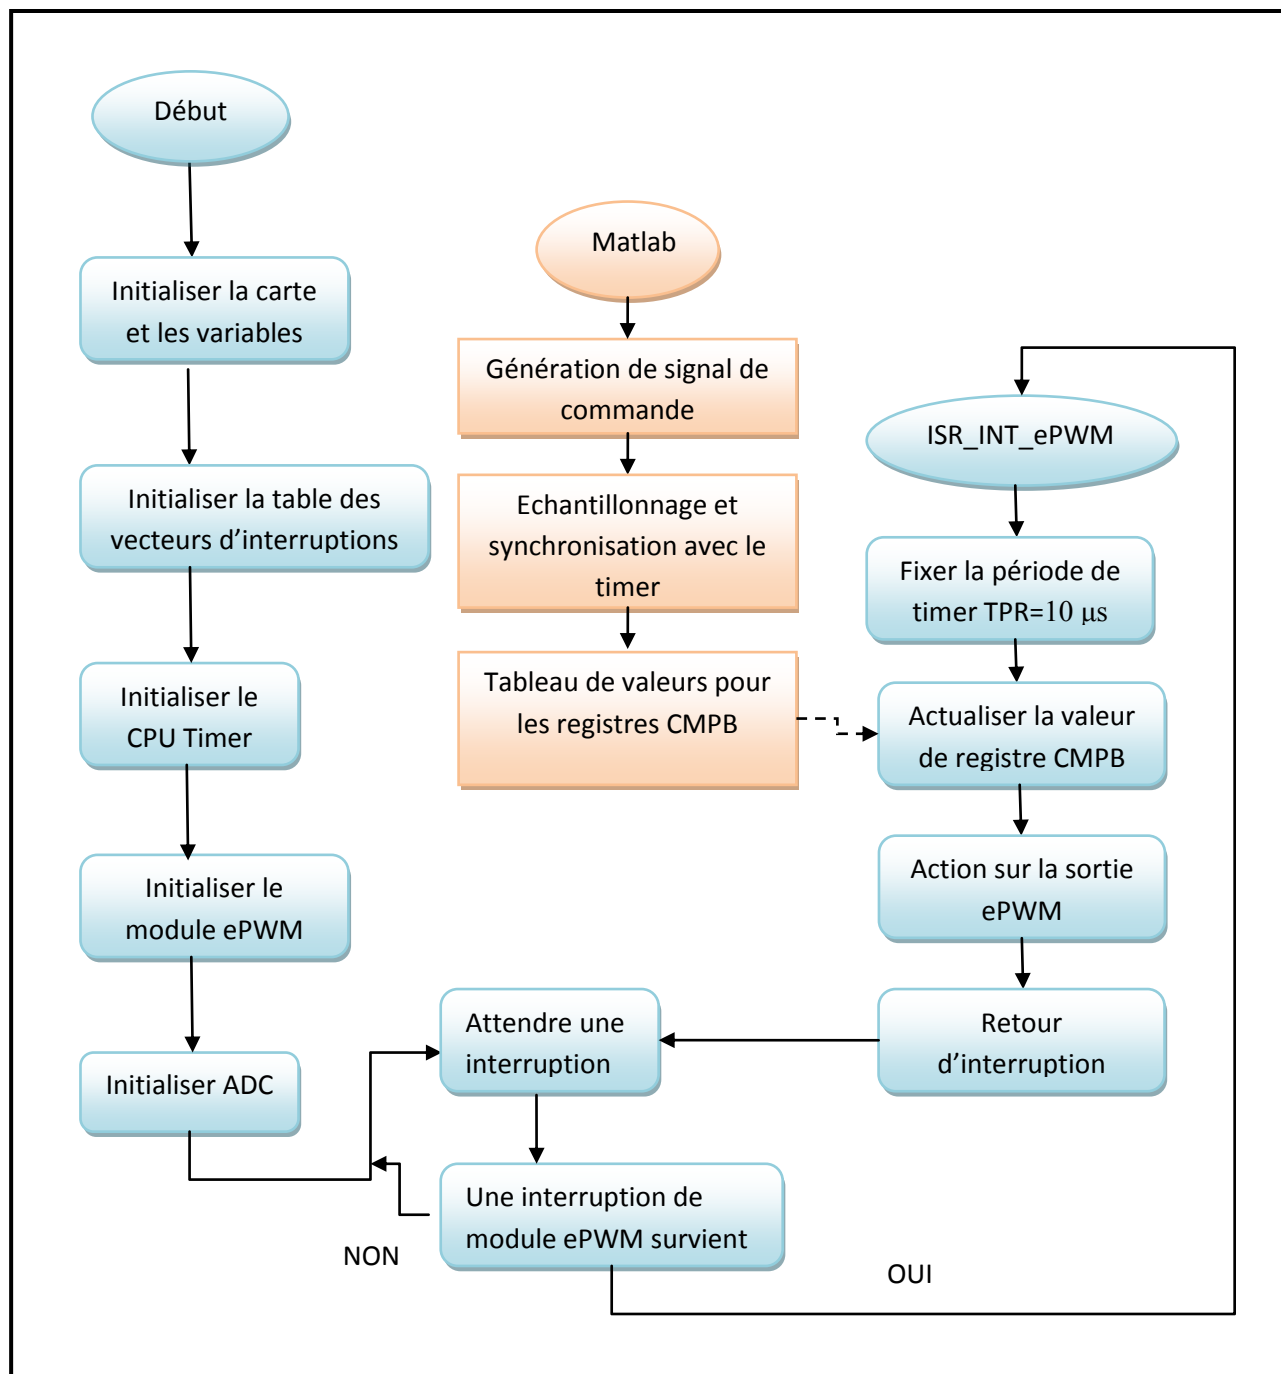 Début
Initialiser la carte
et les variables
Initialiser la table des
vecteurs d’interruptions
Initialiser le
CPU Timer
Initialiser le
module ePWM
Initialiser ADC
Matlab
Génération de signal de
commande
Echantillonnage et
synchronisation avec le
timer
Tableau de valeurs pour
les registres CMPB
ISR_INT_ePWM
Fixer la période de
timer TPR=10 µs
Actualiser la valeur
de registre CMPB
Action sur la sortie
ePWM
Retour
d’interruption
Attendre une
interruption
Une interruption de
module ePWM survient
NON
OUI